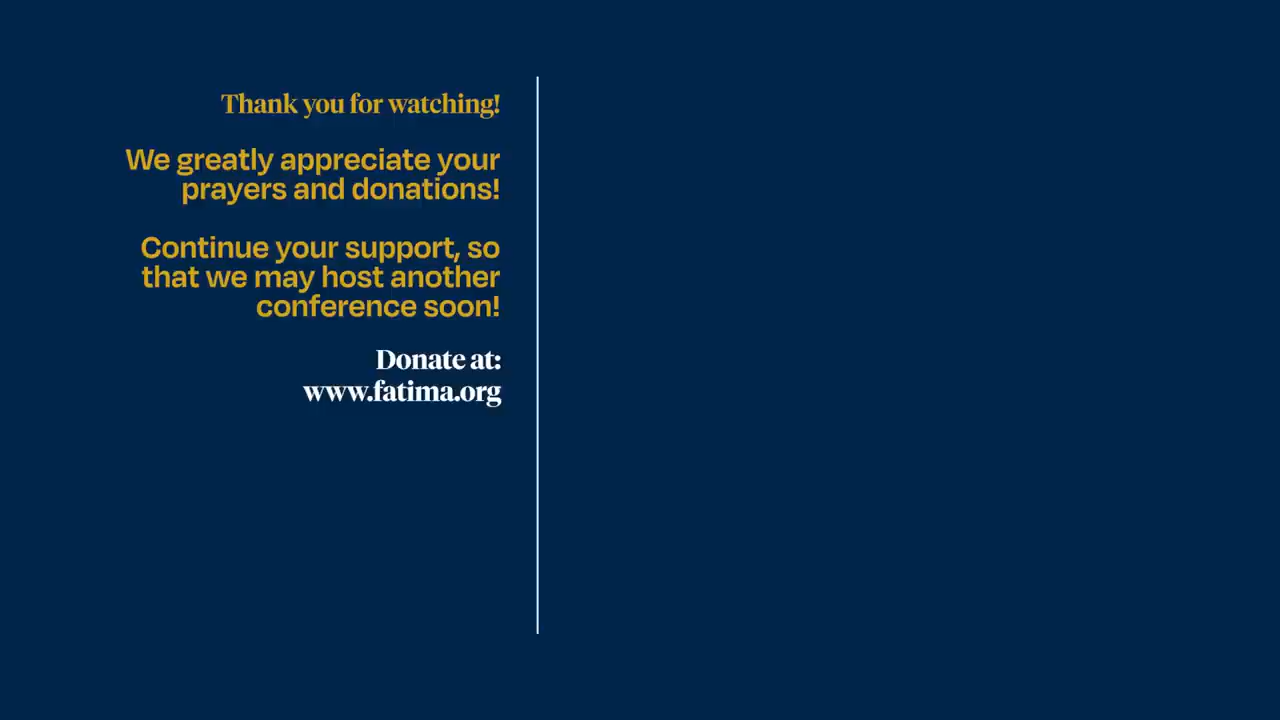 Thank you for watching!
We greatly appreciate your
prayers and donations!
Continue your support, so
that we may host another
conference soon!
Donate at:
www.fatima.org